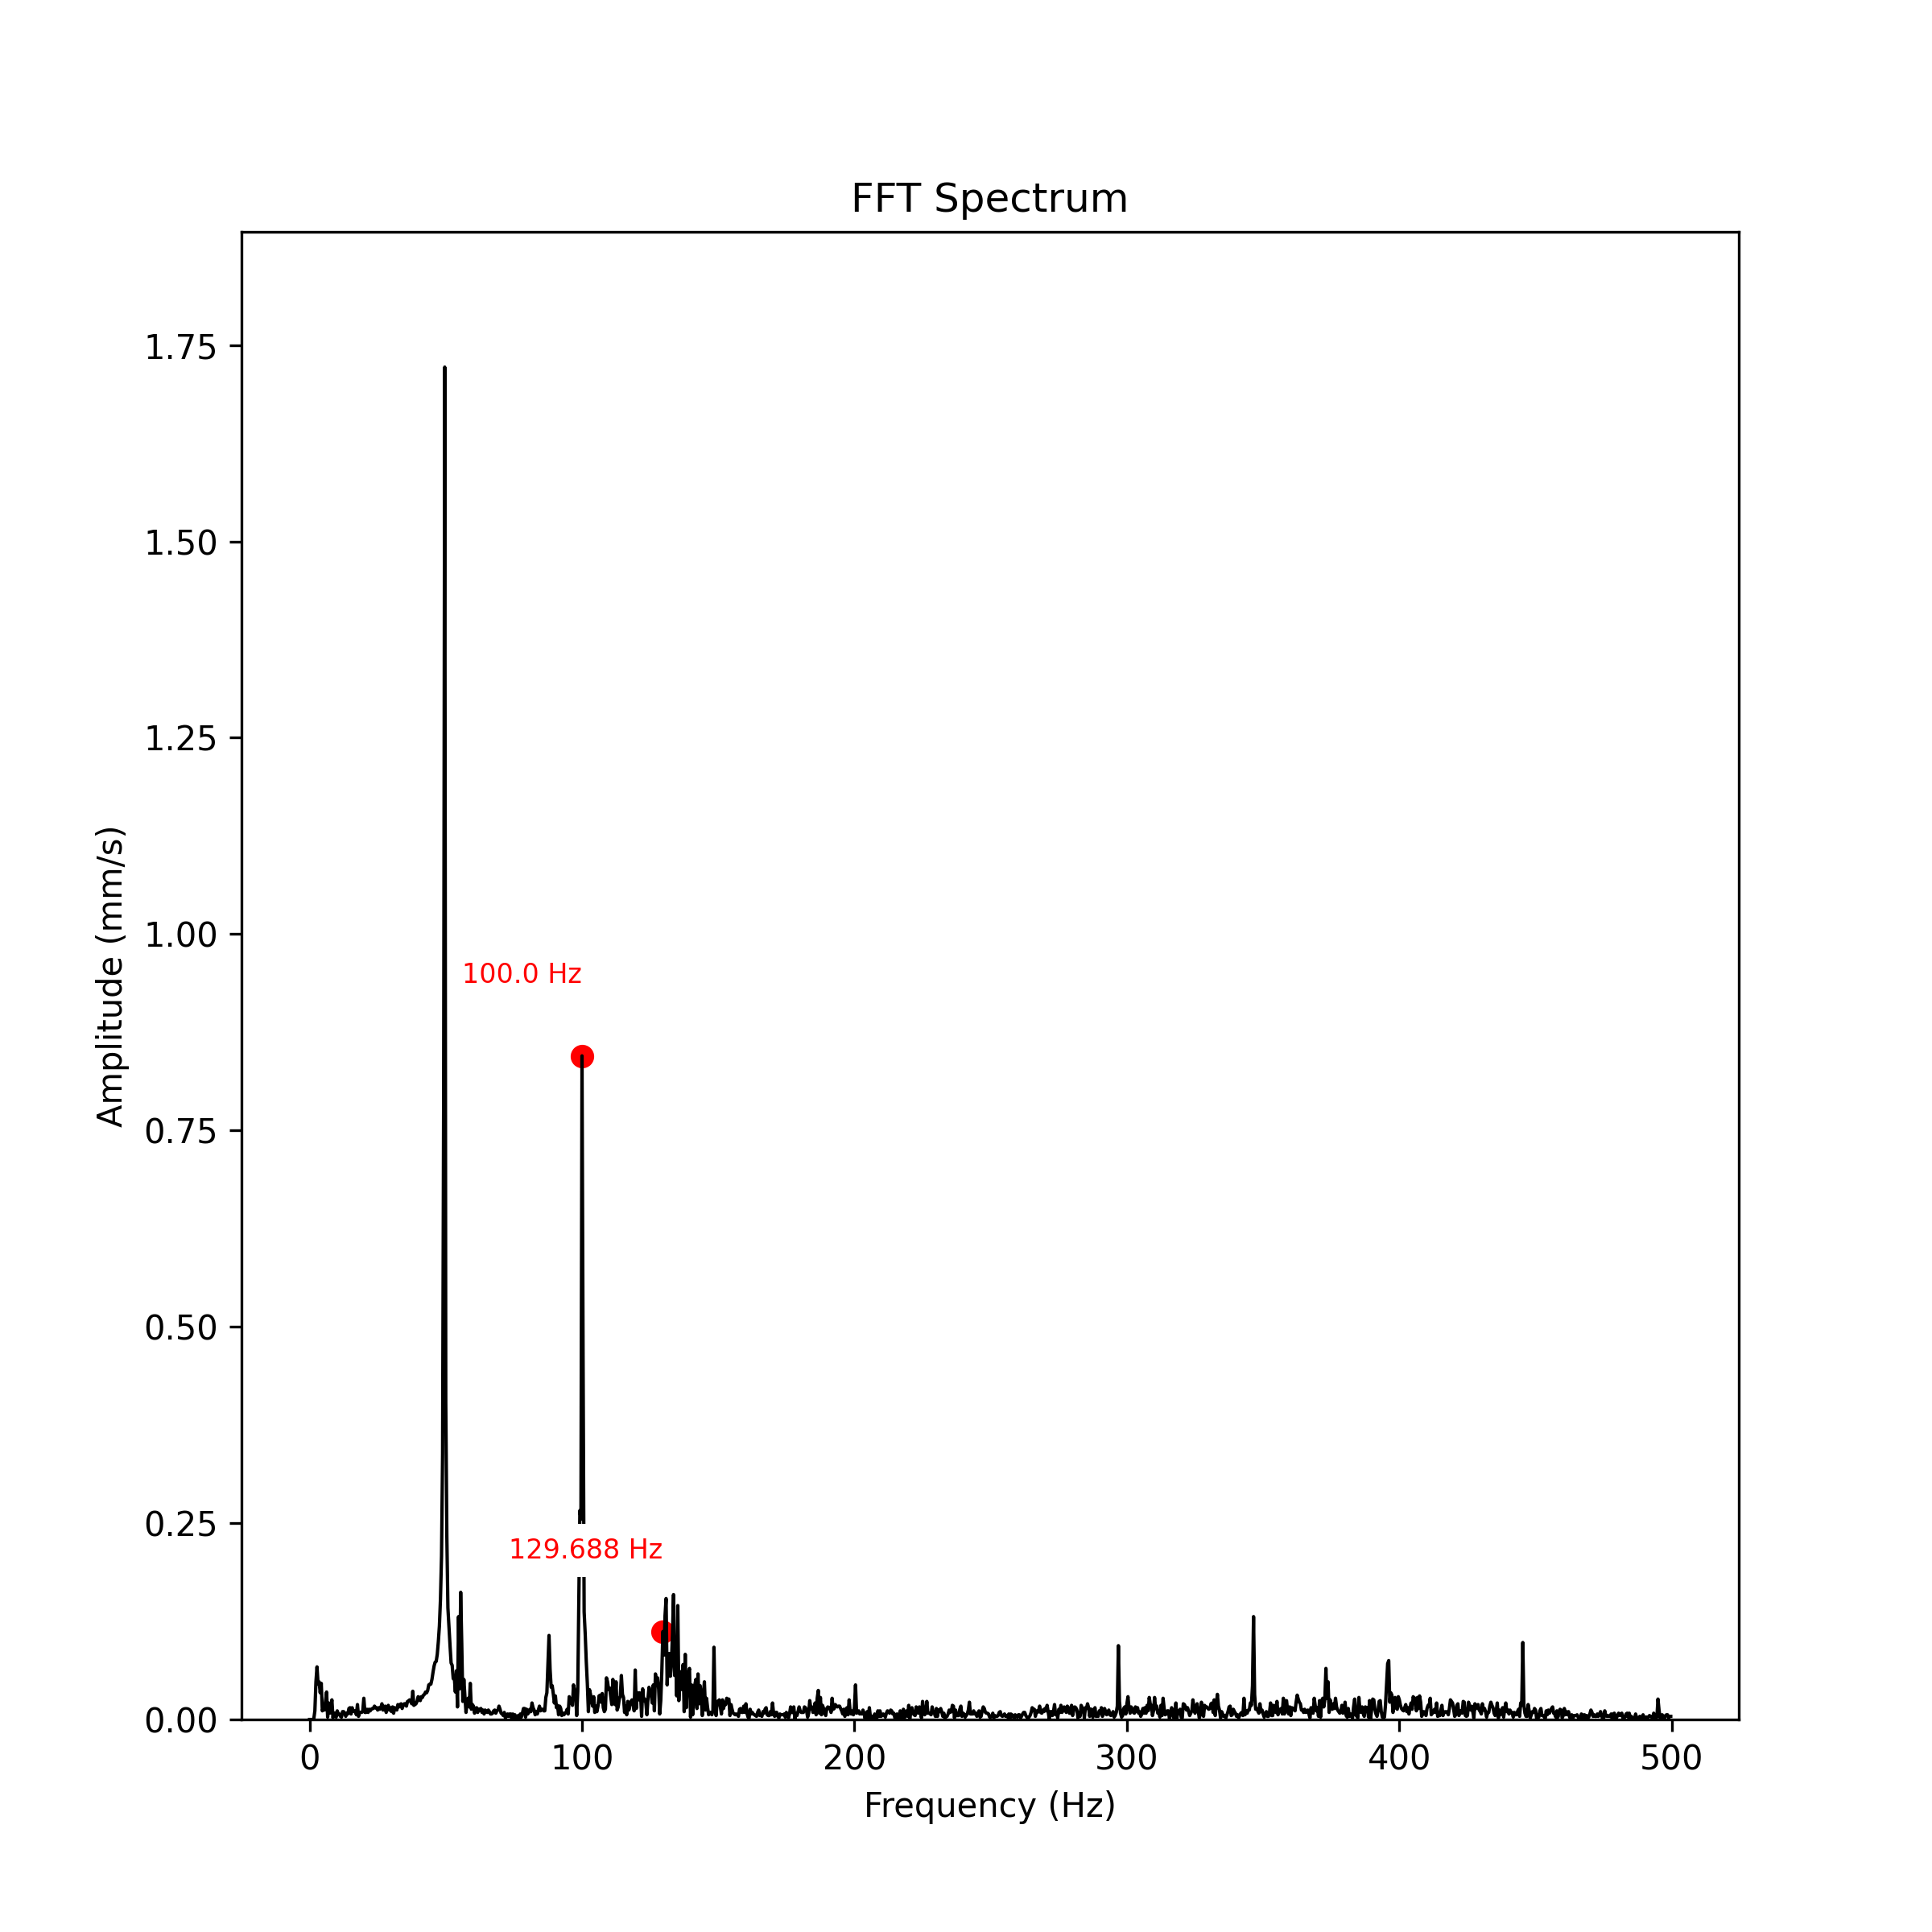 FFT Spectrum
1.75
1.50
1.25
1.00
0.75
0.50
0.25
0.00
Amplitude (mm/s)
100.0 Hz
129.688 Hz
0 100 200 300 400 500
Frequency (Hz)